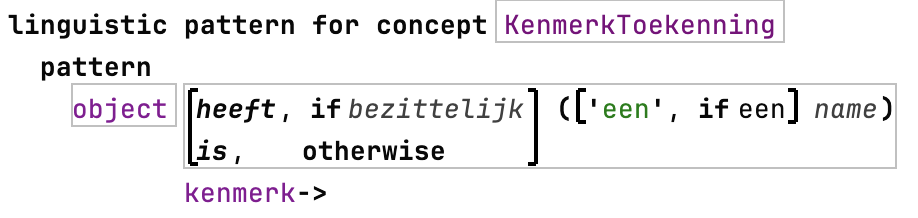 linguistic pattern for concept KenmerkToekenning
pattern
object [heeft, if bezittelijk] (['een', if een] name)
is, otherwise
kenmerk->